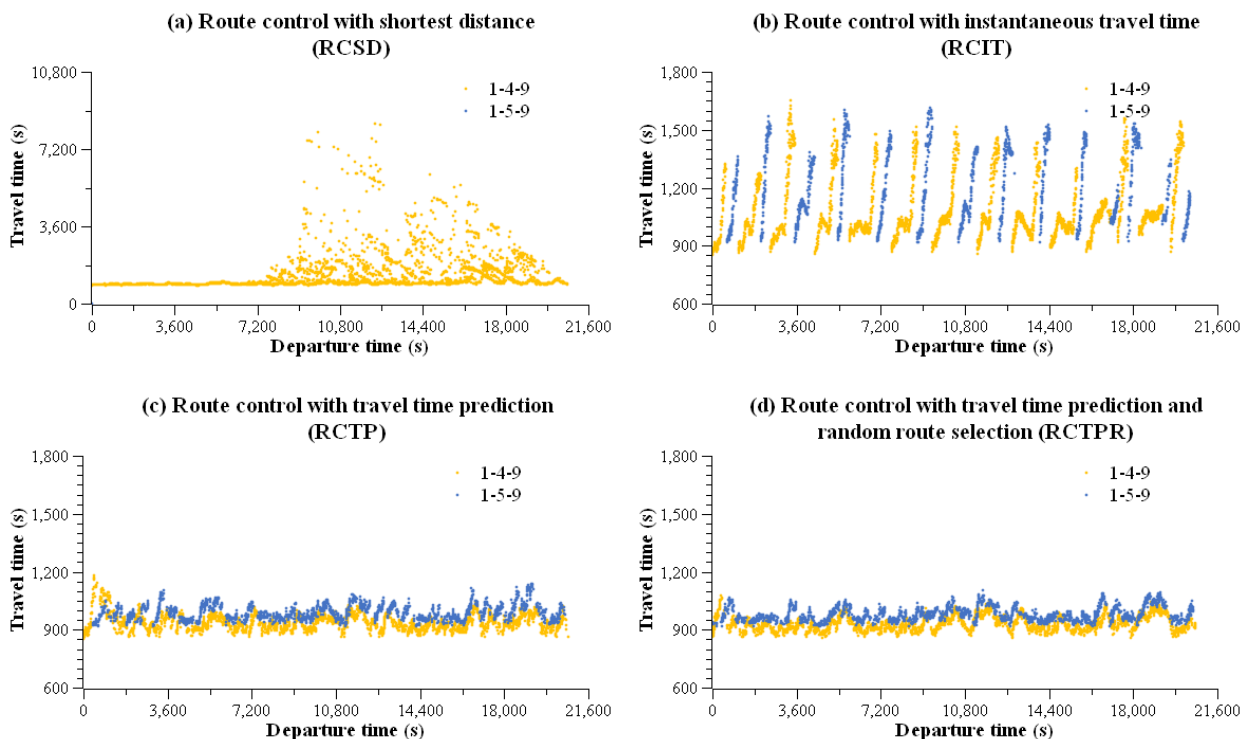 (a) Route control with shortest distance
(RCSD)
10,800
7,200
3,600
0
Travel time (s)
1-4-9
1-5-9
0 3,600 7,200 10,800 14,400 18,000 21,600
Departure time (s)
(b) Route control with instantaneous travel time
(RCIT)
1,800
1,500
1,200
900
600
Travel time (s)
1-4-9
1-5-9
0 3,600 7,200 10,800 14,400 18,000 21,600
Departure time (s)
(c) Route control with travel time prediction
(RCTP)
1,800
1,500
1,200
900
600
Travel time (s)
1-4-9
1-5-9
0 3,600 7,200 10,800 14,400 18,000 21,600
Departure time (s)
(d) Route control with travel time prediction and
random route selection (RCTPR)
1,800
1,500
1,200
900
600
Travel time (s)
1-4-9
1-5-9
0 3,600 7,200 10,800 14,400 18,000 21,600
Departure time (s)